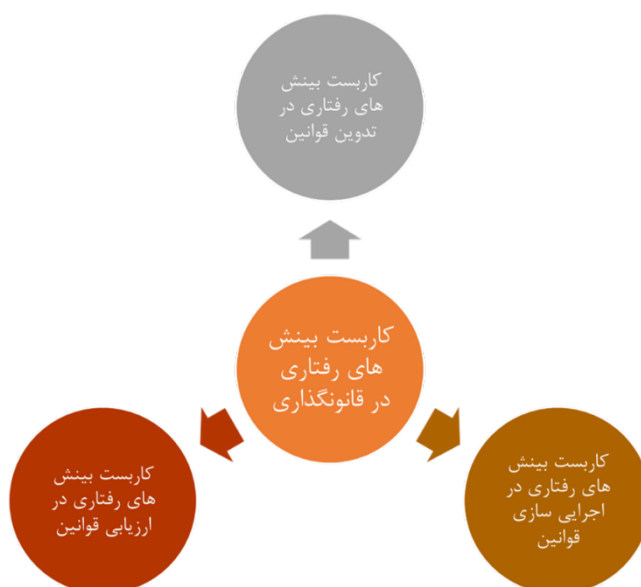 کاربست بینش
های رفتاری در
تدوین قوانین
کاربست بینش
های رفتاری
در قانونگذاری
کاربست بینش
های رفتاری در
اجرایی سازی
قوانین
کاربست بینش
های رفتاری در
ارزیابی قوانین